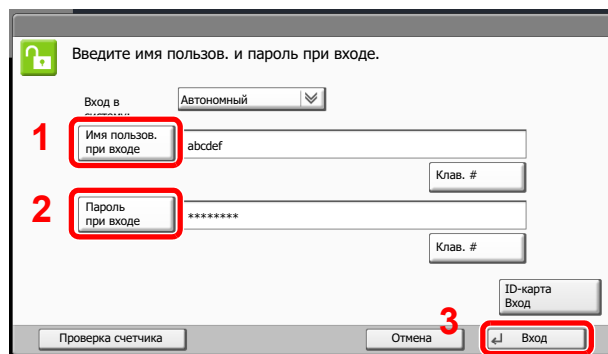 Введите имя пользов. и пароль при входе.
Вход в
систему:
Автономный
1
Имя пользов.
при входе
abcdef
Клав. #
2
Пароль
при входе
********
Клав. #
ID-карта
Вход
3
Проверка счетчика
Отмена
Вход